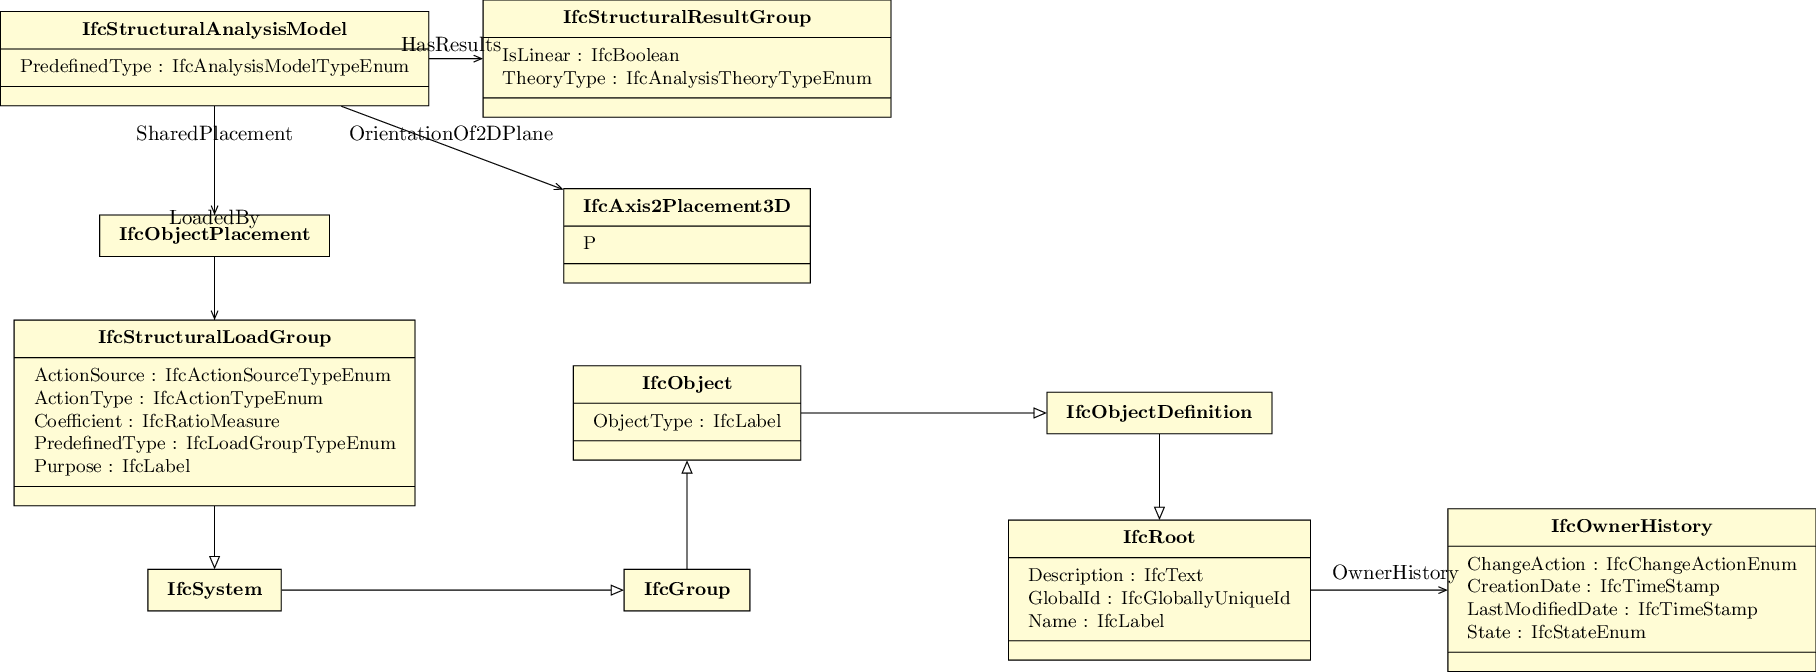 IfcStructuralAnalysisModel
PredefinedType : IfcAnalysisModelTypeEnum
HasResults
IfcStructuralResultGroup
IsLinear : IfcBoolean
TheoryType : IfcAnalysisTheoryTypeEnum
SharedPlacement
OrientationOf2DPlane
IfcAxis2Placement3D
P
LoadedBy
IfcObjectPlacement
IfcStructuralLoadGroup
ActionSource : IfcActionSourceTypeEnum
ActionType : IfcActionTypeEnum
Coefficient : IfcRatioMeasure
PredefinedType : IfcLoadGroupTypeEnum
Purpose : IfcLabel
IfcObject
ObjectType : IfcLabel
IfcObjectDefinition
IfcSystem
IfcGroup
IfcRoot
Description : IfcText
GlobalId : IfcGloballyUniqueId
Name : IfcLabel
OwnerHistory
IfcOwnerHistory
ChangeAction : IfcChangeActionEnum
CreationDate : IfcTimeStamp
LastModifiedDate : IfcTimeStamp
State : IfcStateEnum